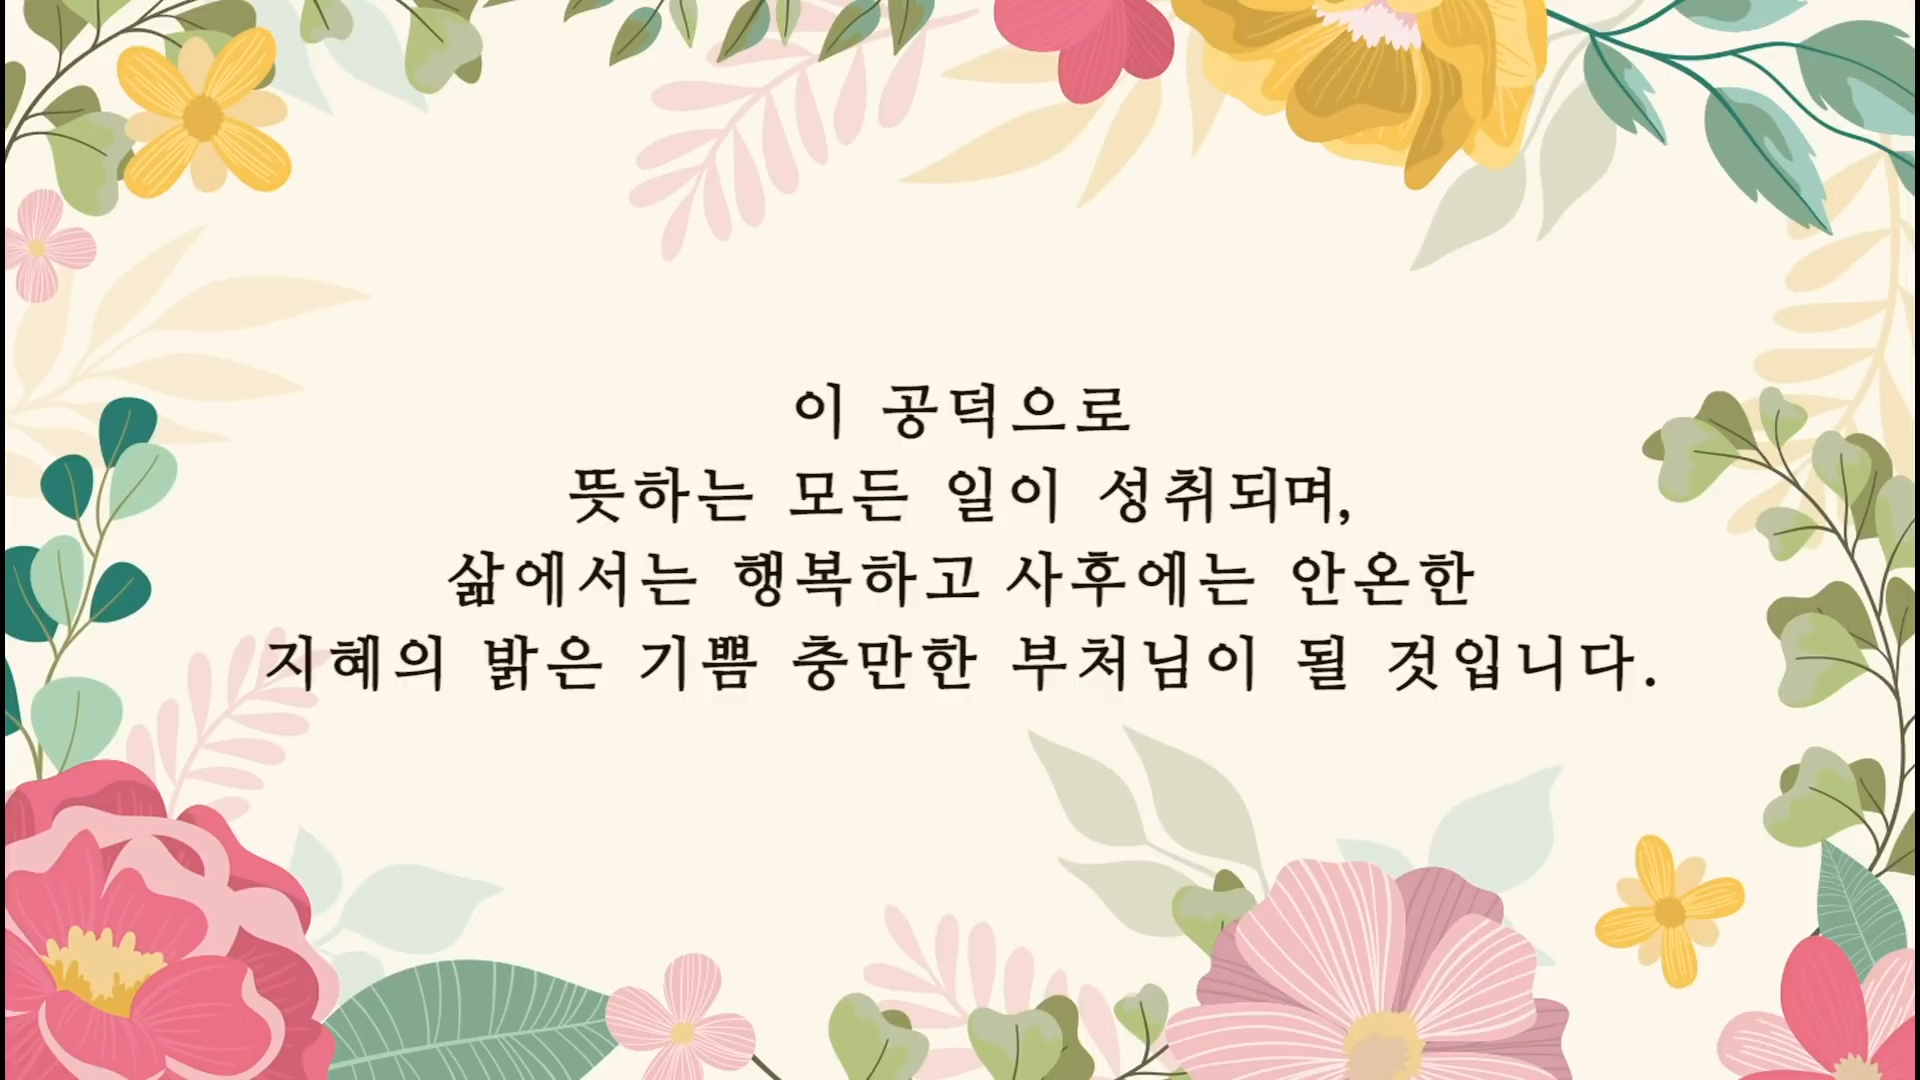 이 공덕으로
뜻하는 모든 일이 성취되며,
삶에서는 행복하고 사후에는 안온한
지혜의 밝은 기쁨 충만한 부처님이 될 것입니다.